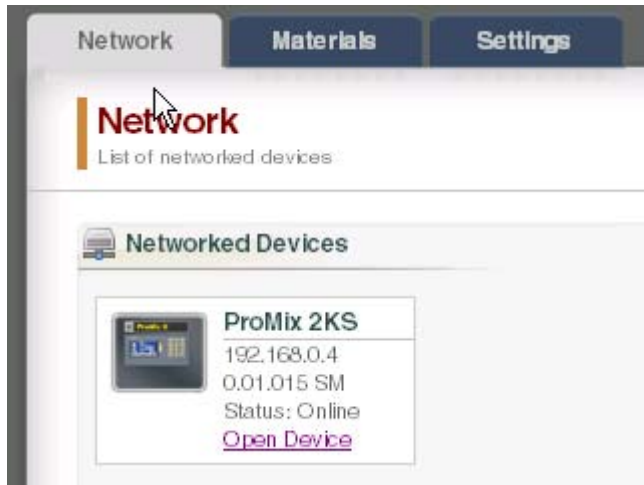 Network Materials Settings
Network
List of networked devices
Networked Devices
ProMix 2KS
192.168.0.4
0.01.015 SM
Status: Online
Open Device